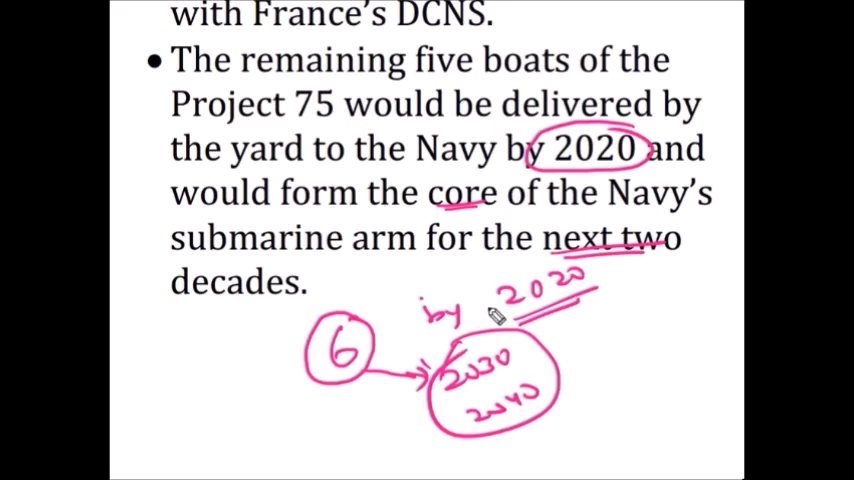 with France's DCNS.
• The remaining five boats of the
Project 75 would be delivered by
the yard to the Navy by 2020 and
would form the core of the Navy's
submarine arm for the next two
decades.
by 2020
6
2030
2040